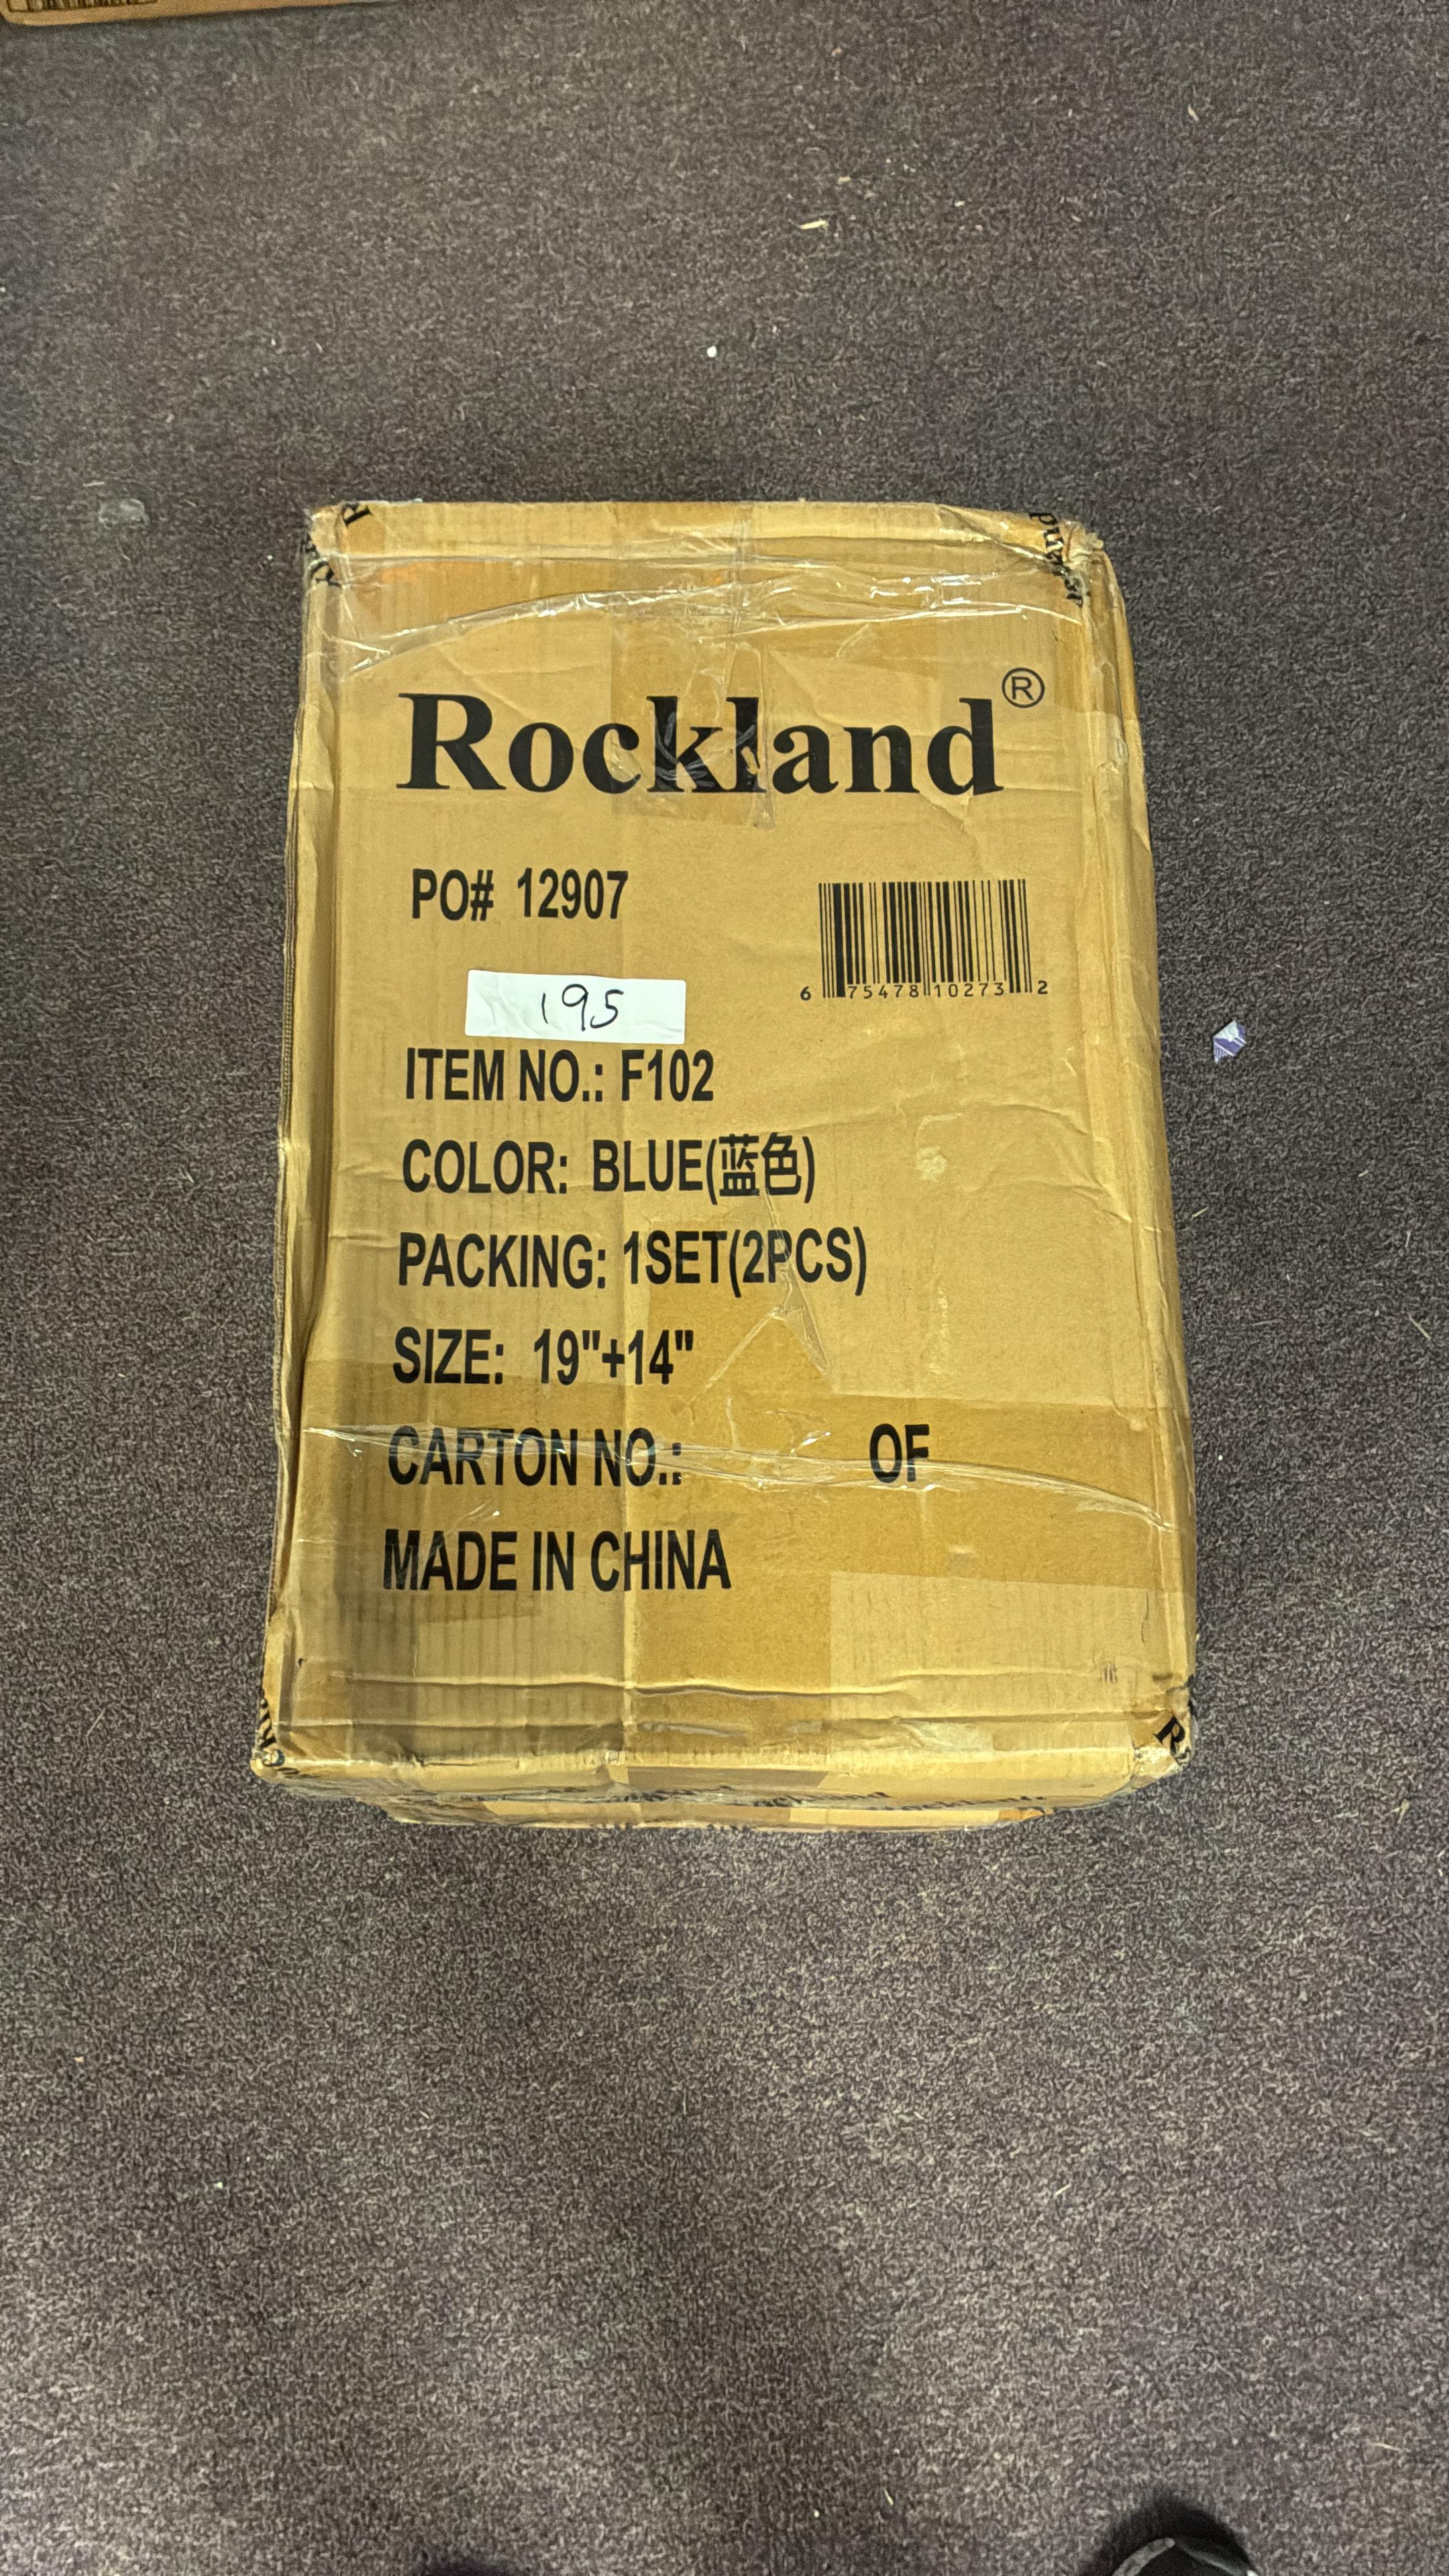 Rockland®
PO# 12907
6 75478 10273 2
195
ITEM NO.: F102
COLOR: BLUE(蓝色)
PACKING: 1SET(2PCS)
SIZE: 19"+14"
CARTON NO.: OF
MADE IN CHINA